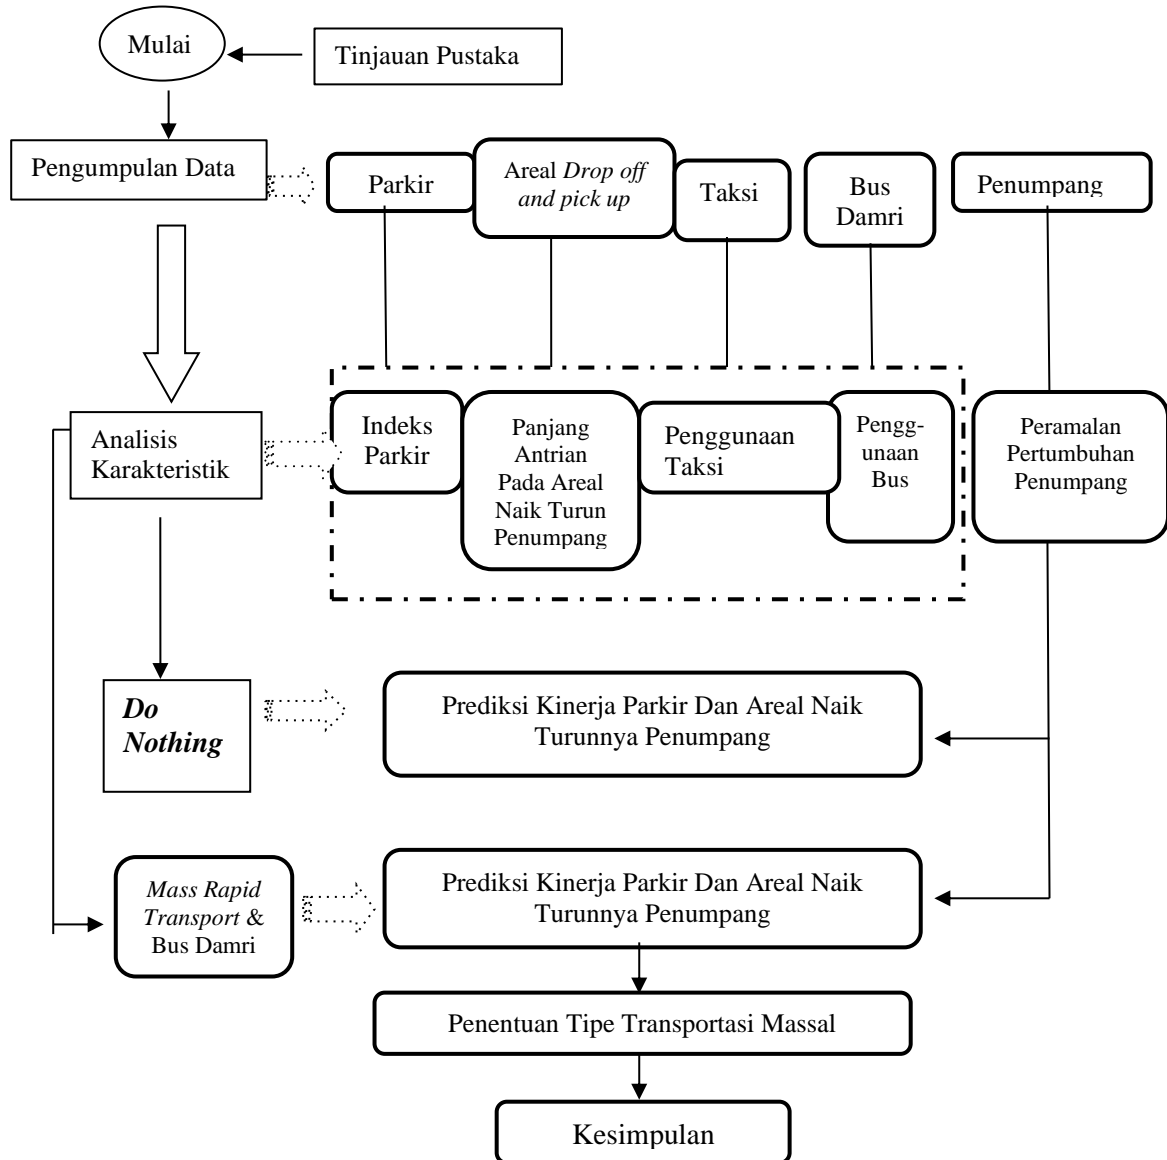 Mulai
Tinjauan Pustaka
Pengumpulan Data
Parkir
Areal Drop off
and pick up
Taksi
Bus
Damri
Penumpang
Analisis
Karakteristik
Indeks
Parkir
Panjang
Antrian
Pada Areal
Naik Turun
Penumpang
Penggunaan
Taksi
Pengg-
unaan
Bus
Peramalan
Pertumbuhan
Penumpang
Do
Nothing
Prediksi Kinerja Parkir Dan Areal Naik
Turunnya Penumpang
Mass Rapid
Transport &
Bus Damri
Prediksi Kinerja Parkir Dan Areal Naik
Turunnya Penumpang
Penentuan Tipe Transportasi Massal
Kesimpulan